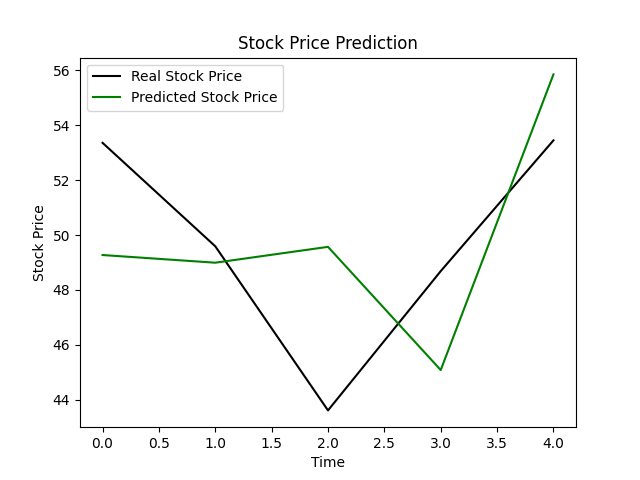 Stock Price Prediction
Real Stock Price
Predicted Stock Price
Stock Price
56
54
52
50
48
46
44
0.0 0.5 1.0 1.5 2.0 2.5 3.0 3.5 4.0
Time